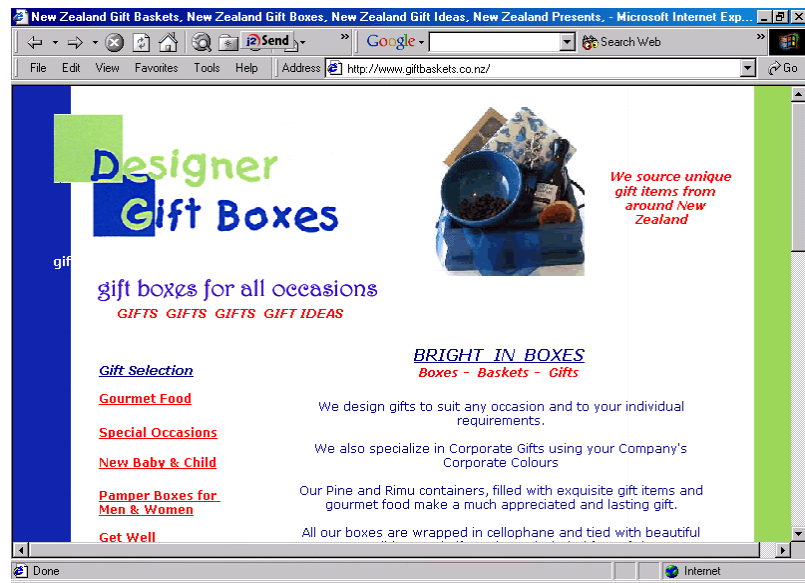 New Zealand Gift Baskets, New Zealand Gift Boxes, New Zealand Gift Ideas, New Zealand Presents, - Microsoft Internet Exp...
Send
Google
Search Web
File Edit View Favorites Tools Help Address http://www.giftbaskets.co.nz/ Go
Designer
Gift Boxes
We source unique
gift items from
around New
Zealand
gif
gift boxes for all occasions
GIFTS GIFTS GIFTS GIFT IDEAS
BRIGHT IN BOXES
Boxes - Baskets - Gifts
Gift Selection
Gourmet Food
Special Occasions
New Baby & Child
Pamper Boxes for
Men & Women
Get Well
We design gifts to suit any occasion and to your individual
requirements.
We also specialize in Corporate Gifts using your Company's
Corporate Colours
Our Pine and Rimu containers, filled with exquisite gift items and
gourmet food make a much appreciated and lasting gift.
All our boxes are wrapped in cellophane and tied with beautiful
Done Internet